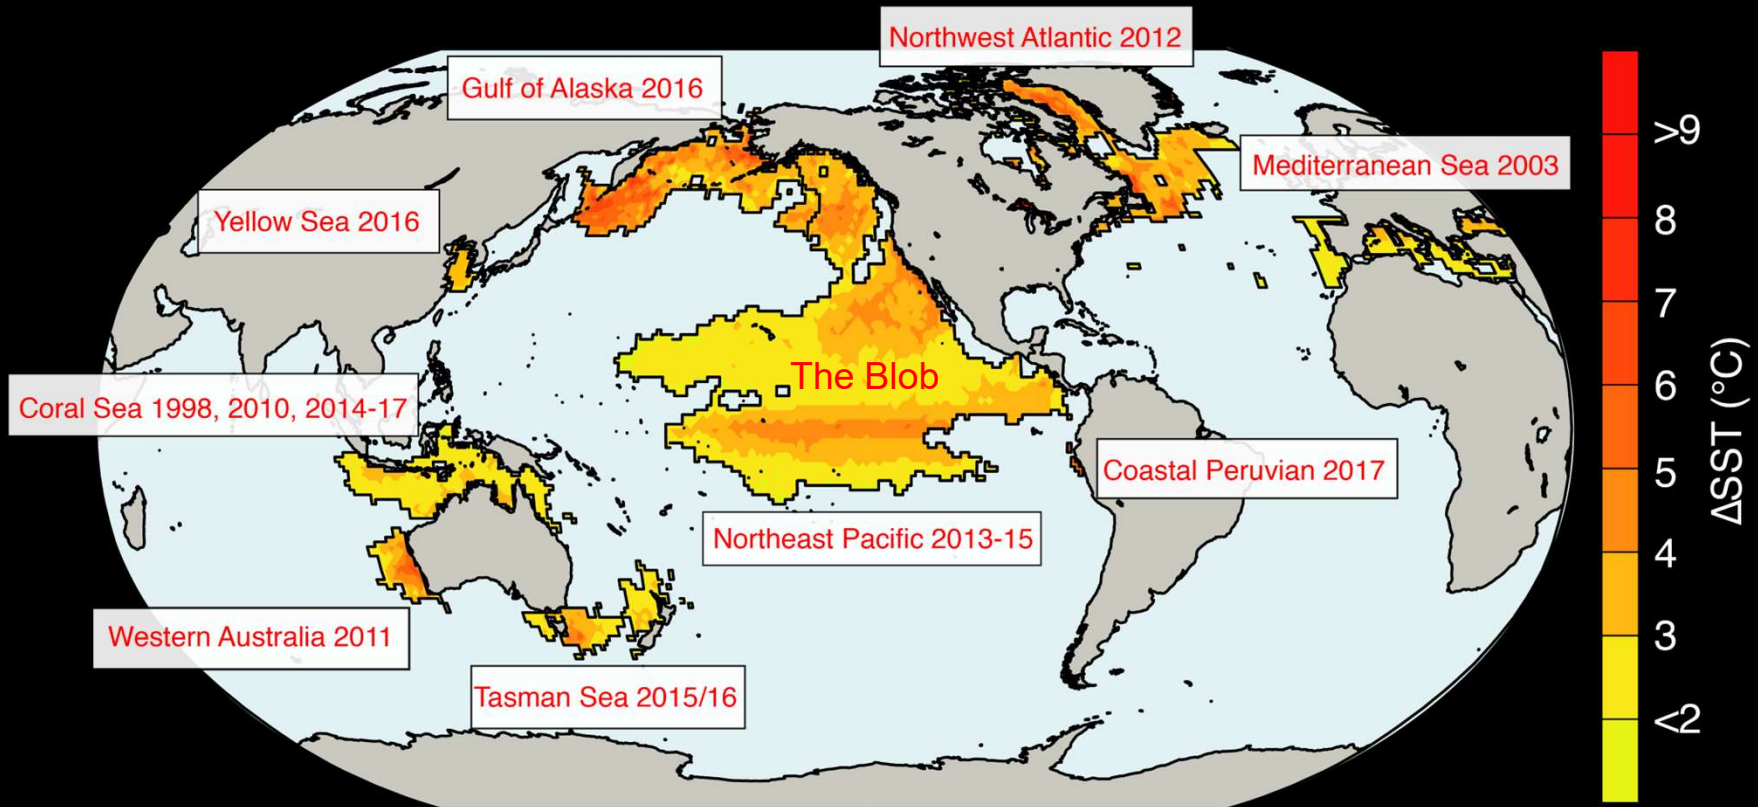 Northwest Atlantic 2012
Gulf of Alaska 2016
Mediterranean Sea 2003
Yellow Sea 2016
The Blob
Coral Sea 1998, 2010, 2014-17
Coastal Peruvian 2017
Northeast Pacific 2013-15
Western Australia 2011
Tasman Sea 2015/16
>9
8
7
6
5
4
3
<2
ΔSST (°C)